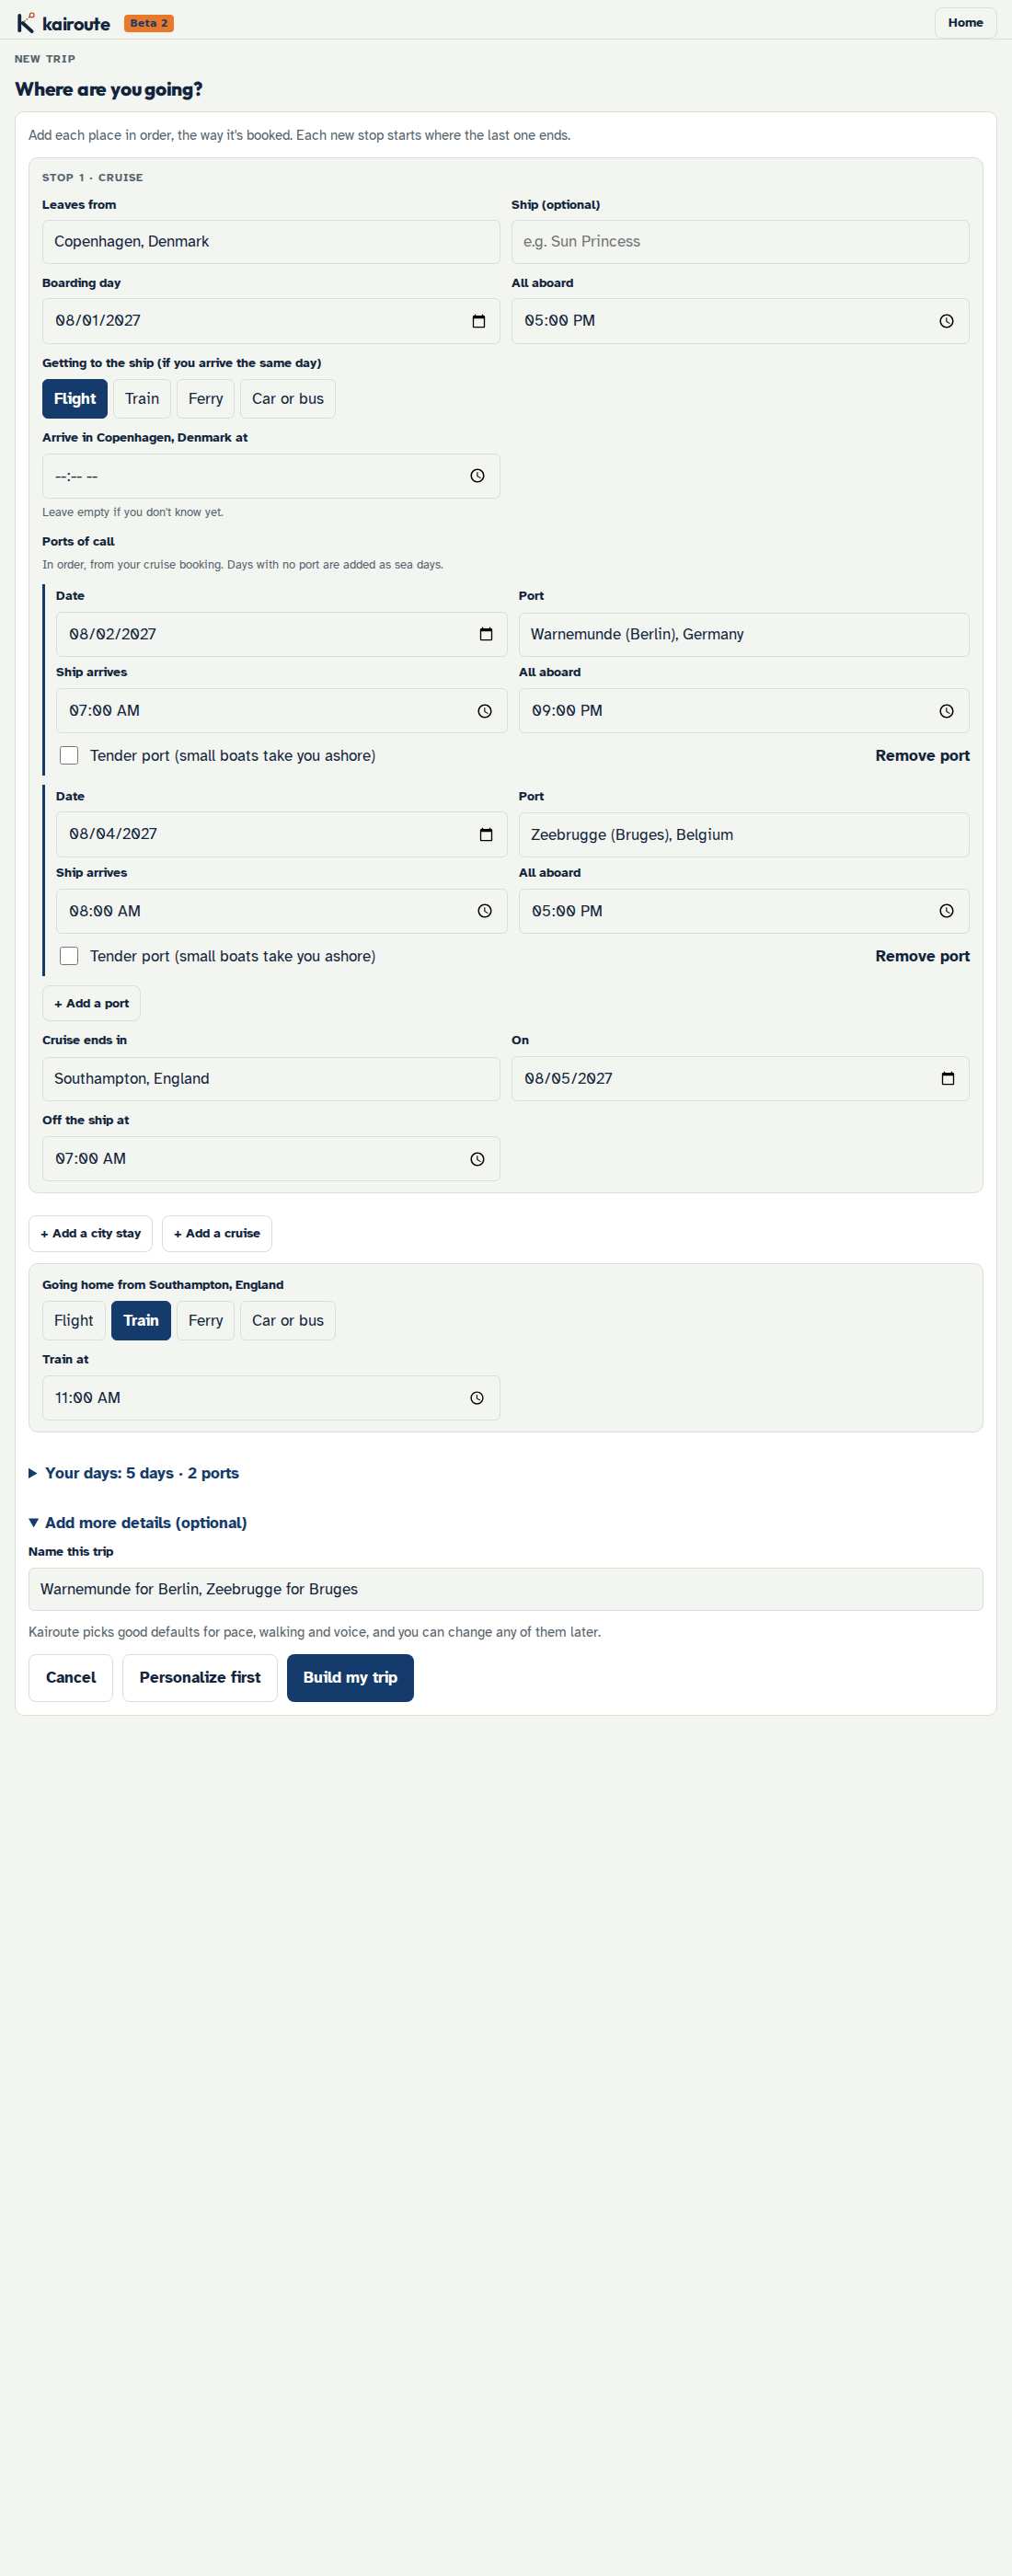 kairoute Beta 2 Home
NEW TRIP
Where are you going?
Add each place in order, the way it's booked. Each new stop starts where the last one ends.
STOP 1 · CRUISE
Leaves from Ship (optional)
Copenhagen, Denmark e.g. Sun Princess
Boarding day All aboard
08/01/2027 05:00 PM
Getting to the ship (if you arrive the same day)
Flight Train Ferry Car or bus
Arrive in Copenhagen, Denmark at
--:-- --
Leave empty if you don't know yet.
Ports of call
In order, from your cruise booking. Days with no port are added as sea days.
Date Port
08/02/2027 Warnemunde (Berlin), Germany
Ship arrives All aboard
07:00 AM 09:00 PM
Tender port (small boats take you ashore) Remove port
Date Port
08/04/2027 Zeebrugge (Bruges), Belgium
Ship arrives All aboard
08:00 AM 05:00 PM
Tender port (small boats take you ashore) Remove port
+ Add a port
Cruise ends in On
Southampton, England 08/05/2027
Off the ship at
07:00 AM
+ Add a city stay + Add a cruise
Going home from Southampton, England
Flight Train Ferry Car or bus
Train at
11:00 AM
Your days: 5 days · 2 ports
Add more details (optional)
Name this trip
Warnemunde for Berlin, Zeebrugge for Bruges
Kairoute picks good defaults for pace, walking and voice, and you can change any of them later.
Cancel Personalize first Build my trip